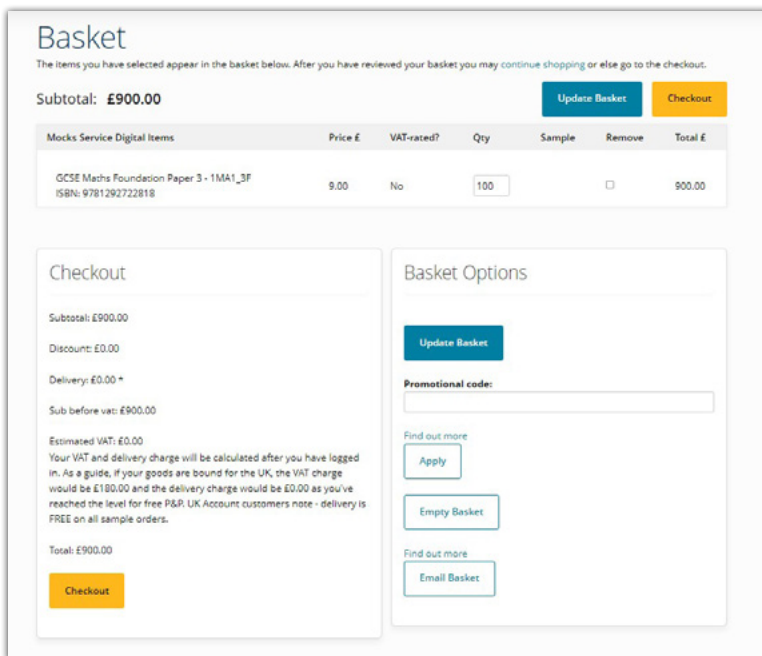 Basket
The items you have selected appear in the basket below. After you have reviewed your basket you may continue shopping or else go to the checkout.
Subtotal: £900.00
Update Basket
Checkout
Mocks Service Digital Items Price £ VAT-rated? Qty Sample Remove Total £
GCSE Maths Foundation Paper 3 - 1MA1_3F
ISBN: 9781292722818
9.00 No 100 900.00
Checkout
Subtotal: £900.00
Discount: £0.00
Delivery: £0.00 *
Sub before vat: £900.00
Estimated VAT: £0.00
Your VAT and delivery charge will be calculated after you have logged
in. As a guide, if your goods are bound for the UK, the VAT charge
would be £180.00 and the delivery charge would be £0.00 as you've
reached the level for free P&P. UK Account customers note - delivery is
FREE on all sample orders.
Total: £900.00
Checkout
Basket Options
Update Basket
Promotional code:
Find out more
Apply
Empty Basket
Find out more
Email Basket